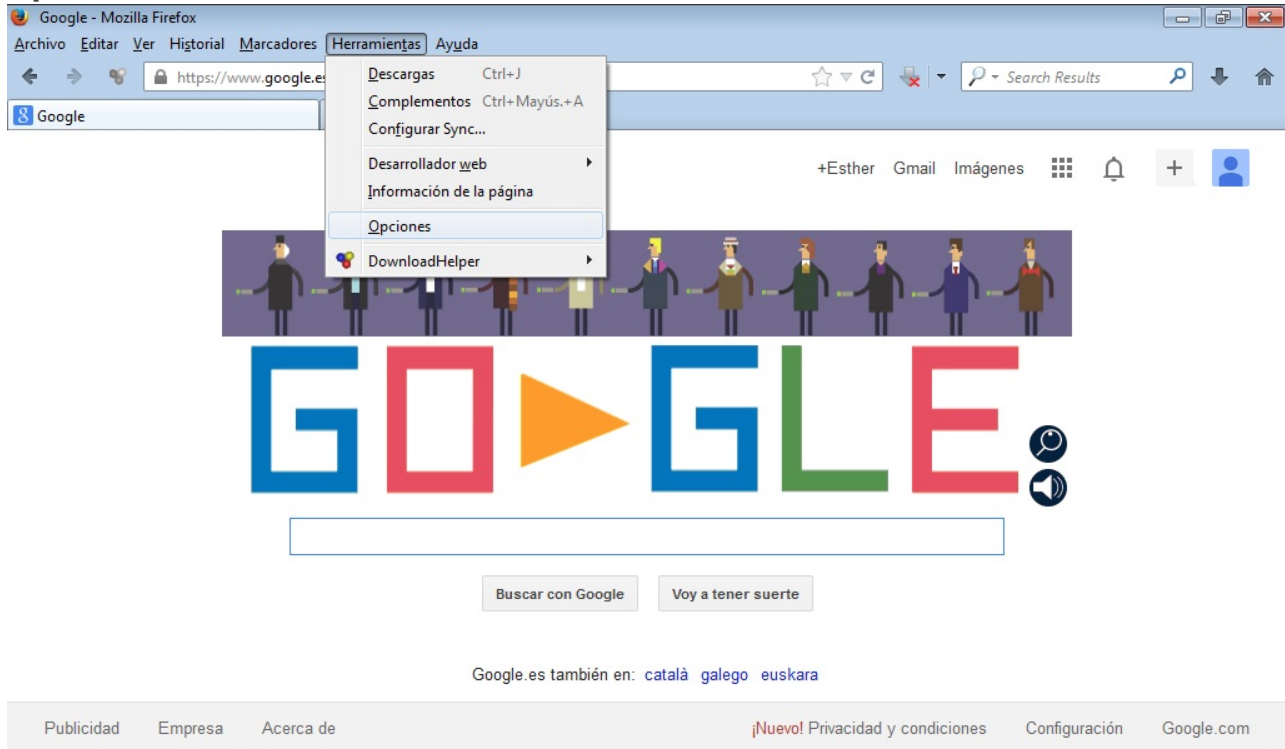 Google - Mozilla Firefox
Archivo Editar Ver Historial Marcadores Herramientas Ayuda
https://www.google.es
Search Results
Google
Descargas Ctrl+J
Complementos Ctrl+Mayús.+A
Configurar Sync...
Desarrollador web
Información de la página
Opciones
DownloadHelper
+Esther Gmail Imágenes
GO GLE
Buscar con Google Voy a tener suerte
Google.es también en: català galego euskara
Publicidad Empresa Acerca de ¡Nuevo! Privacidad y condiciones Configuración Google.com